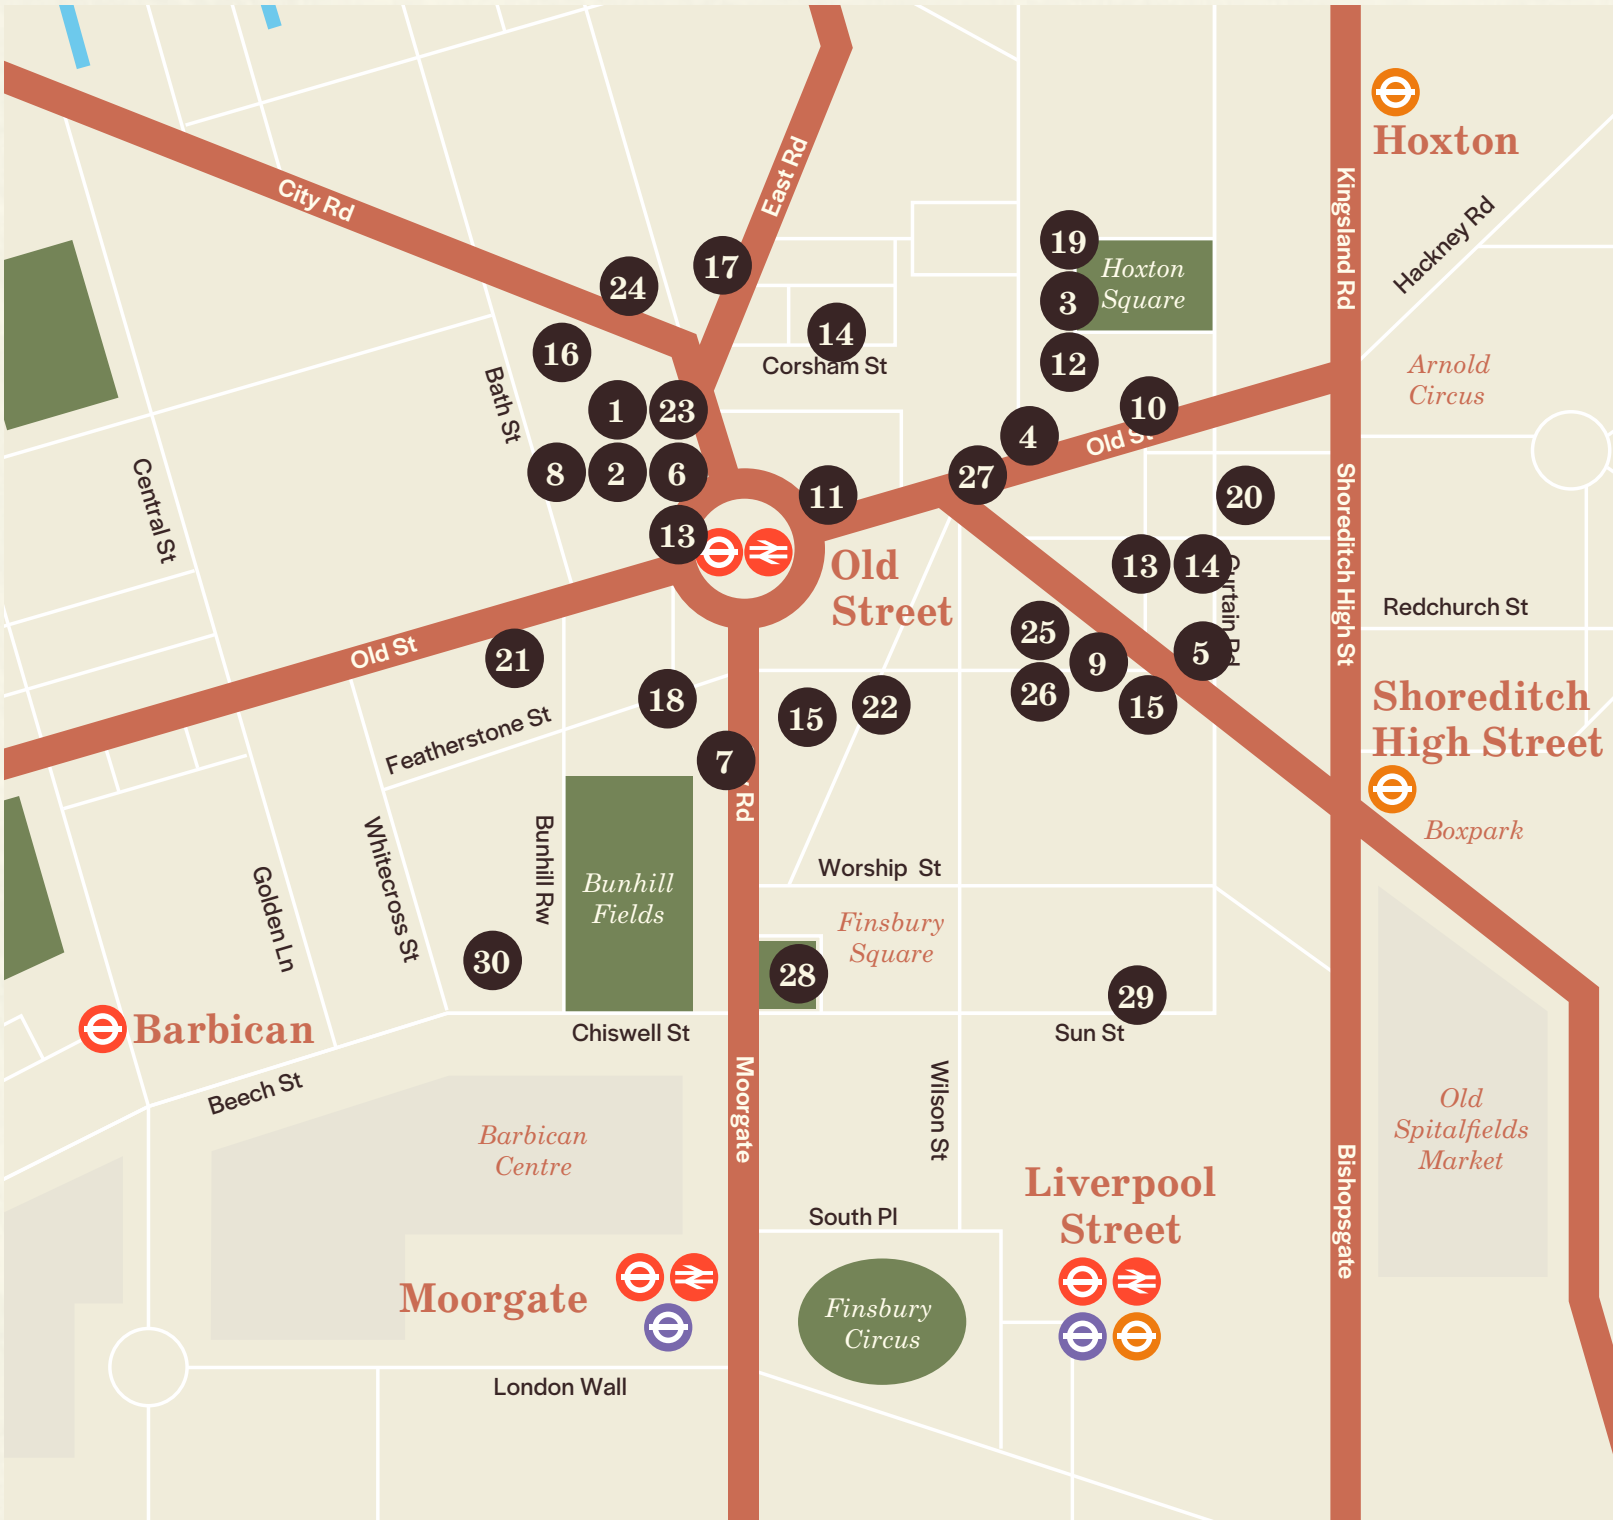 Hoxton
Kingsland Rd
Hackney Rd
City Rd
East Rd
17
24
19
Hoxton
Square
3
14
Corsham St
16
12
Arnold
Circus
Bath St
1
23
10
4
Old St
8
2
6
27
11
20
Central St
13
Old
Street
13
14
Curtain Rd
Shoreditch High St
Redchurch St
Old St
21
25
9
5
18
26
15
15
22
Shoreditch
High Street
Featherstone St
7
Rd
Boxpark
Whitecross St
Bunhill Rw
Golden Ln
Bunhill
Fields
Worship St
Finsbury
Square
30
28
29
Barbican
Chiswell St
Sun St
Beech St
Moorgate
Wilson St
Old
Spitalfields
Market
Barbican
Centre
Bishopsgate
Liverpool
Street
South Pl
Moorgate
Finsbury
Circus
London Wall